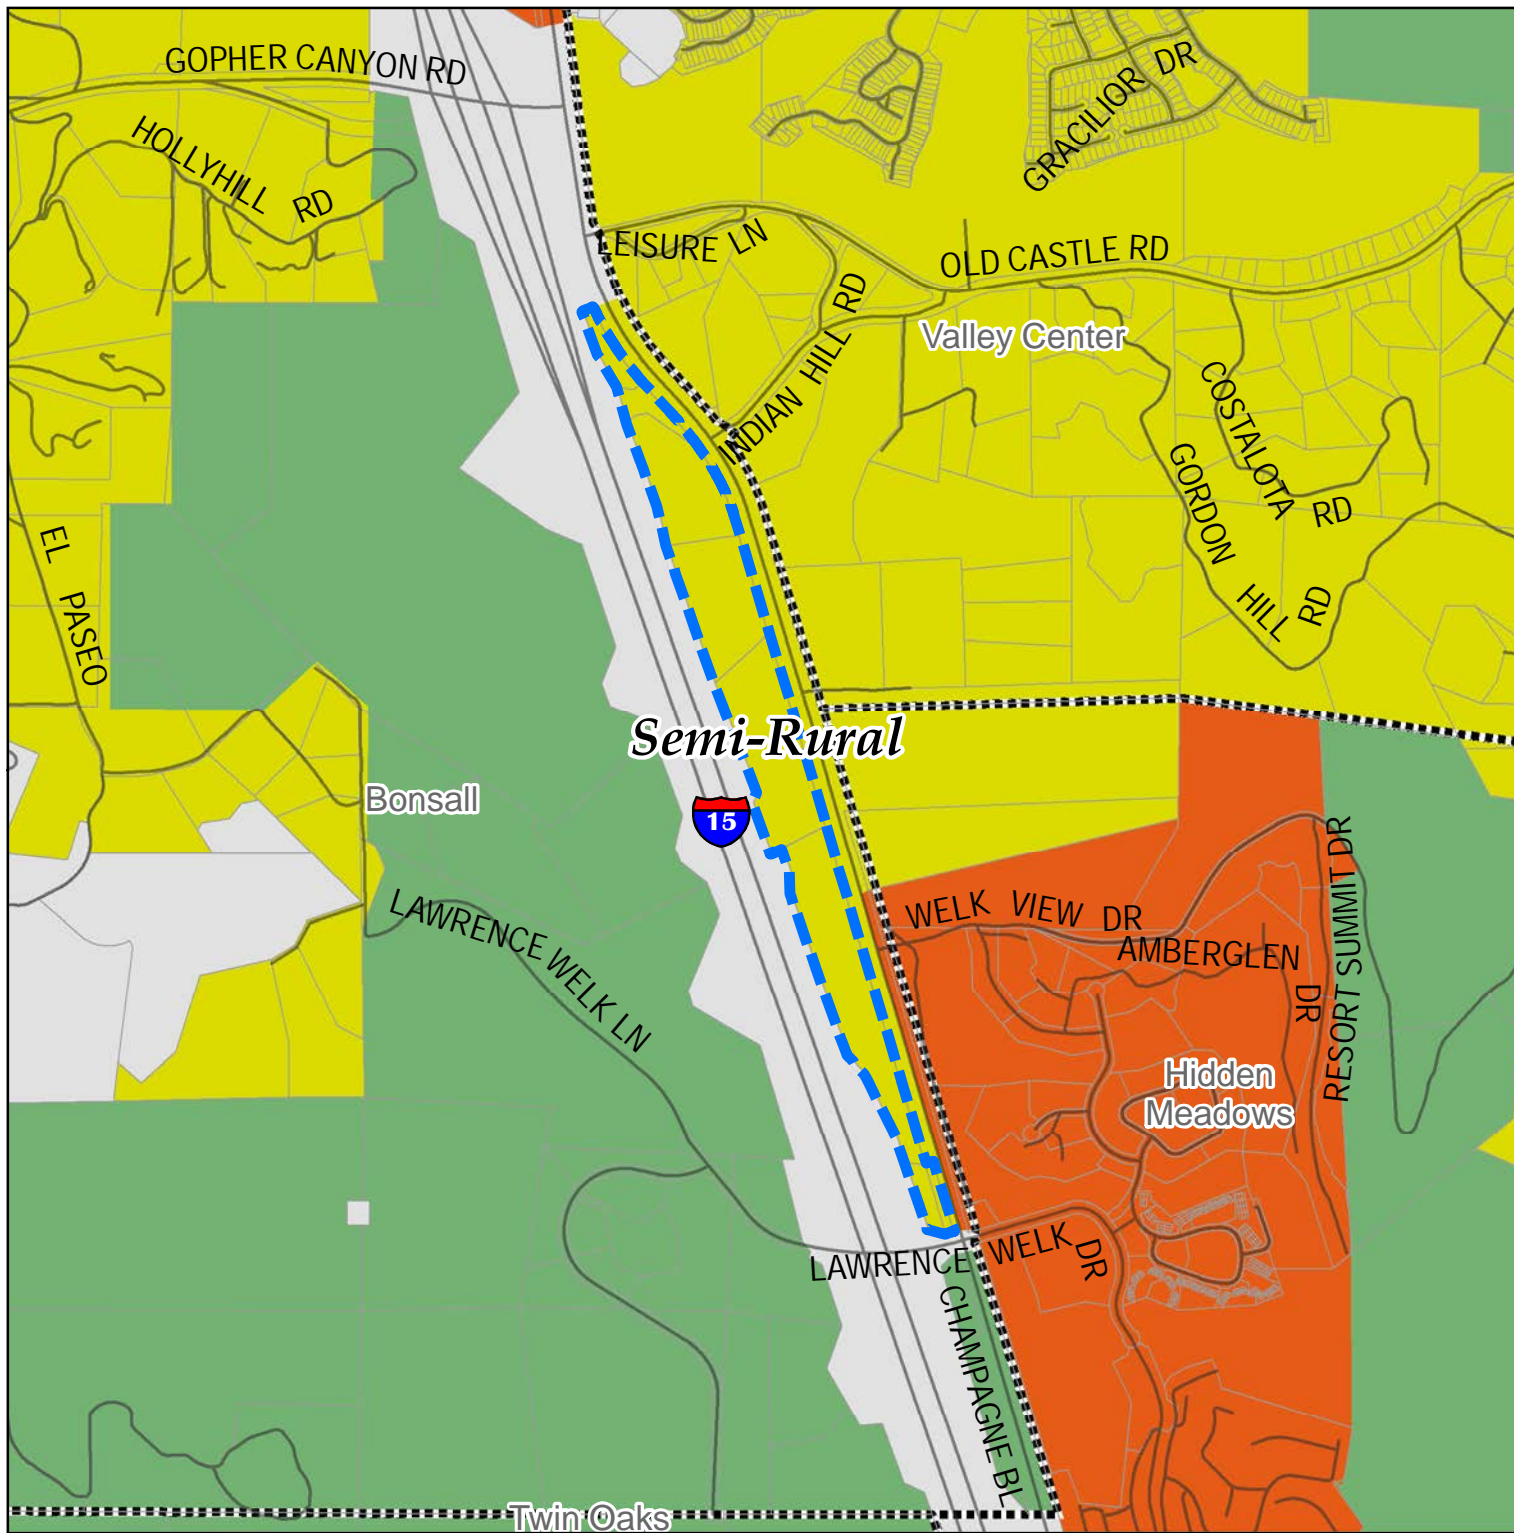 GOPHER CANYON RD
HOLLYHILL RD
GRACILIOR DR
LEISURE LN
OLD CASTLE RD
INDIAN HILL RD
Valley Center
COSTALOTA RD
GORDON HILL RD
EL PASEO
Semi-Rural
Bonsall
15
LAWRENCE WELK LN
WELK VIEW DR
AMBERGLEN DR
RESORT SUMMIT DR
Hidden
Meadows
LAWRENCE WELK DR
CHAMPAGNE BL
Twin Oaks